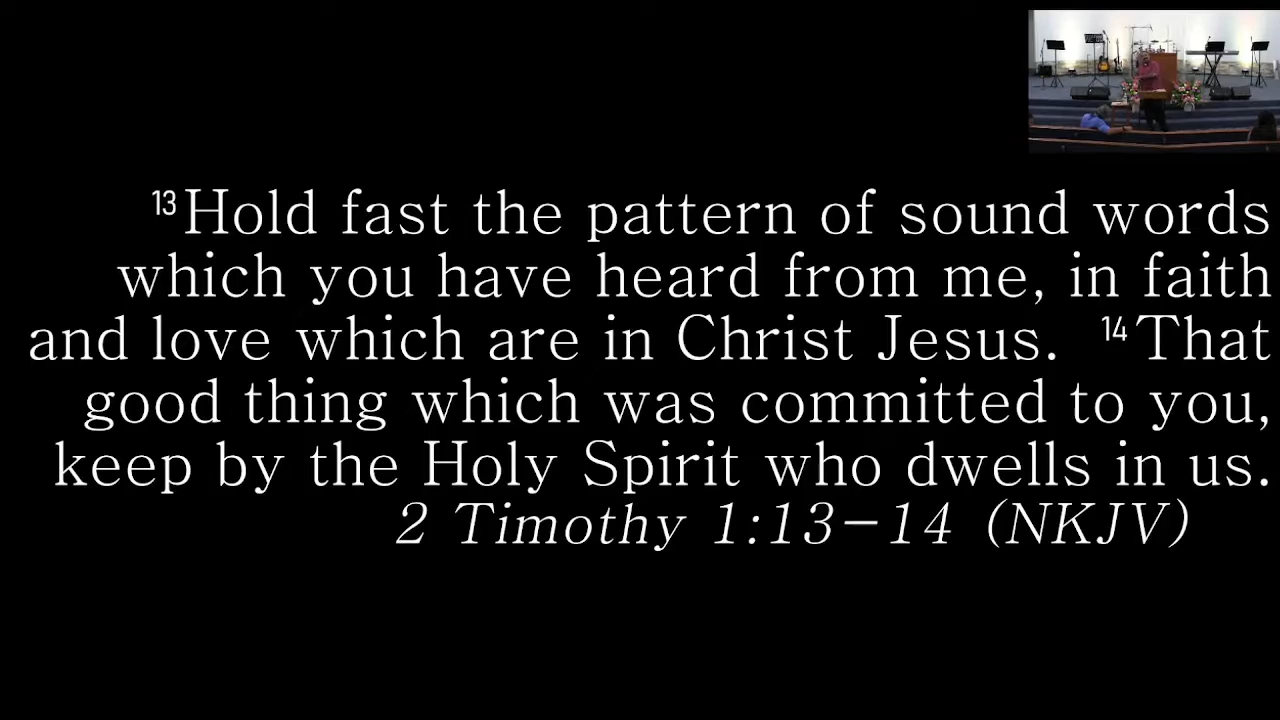 13Hold fast the pattern of sound words
which you have heard from me, in faith
and love which are in Christ Jesus. 14That
good thing which was committed to you,
keep by the Holy Spirit who dwells in us.
2 Timothy 1:13–14 (NKJV)